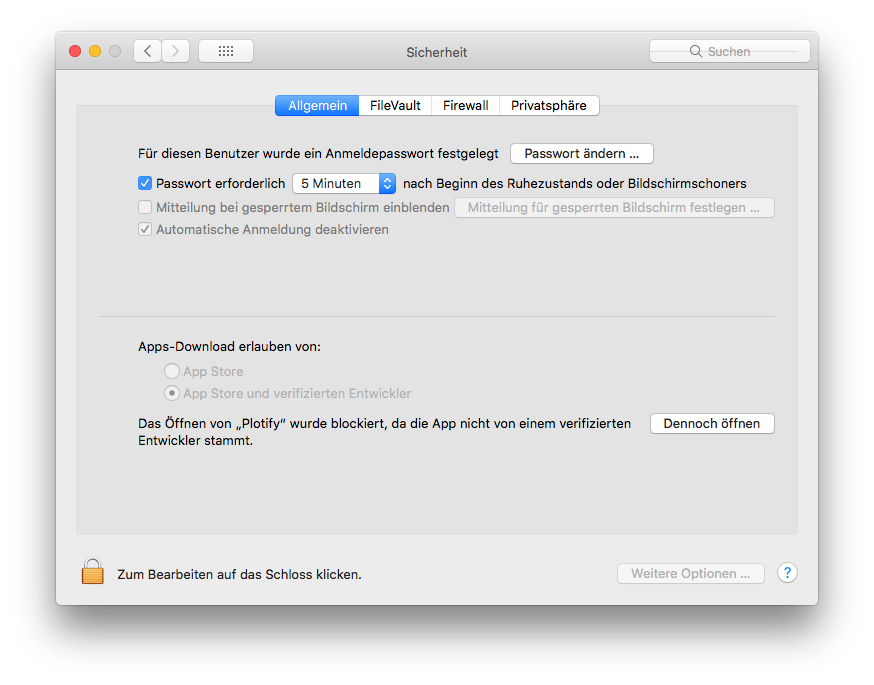 Sicherheit
Suchen
Allgemein FileVault Firewall Privatsphäre
Für diesen Benutzer wurde ein Anmeldepasswort festgelegt Passwort ändern ...
Passwort erforderlich 5 Minuten nach Beginn des Ruhezustands oder Bildschirmschoners
Mitteilung bei gesperrtem Bildschirm einblenden Mitteilung für gesperrten Bildschirm festlegen ...
Automatische Anmeldung deaktivieren
Apps-Download erlauben von:
App Store
App Store und verifizierten Entwickler
Das Öffnen von „Plotify“ wurde blockiert, da die App nicht von einem verifizierten
Entwickler stammt.
Dennoch öffnen
Zum Bearbeiten auf das Schloss klicken.
Weitere Optionen ... ?